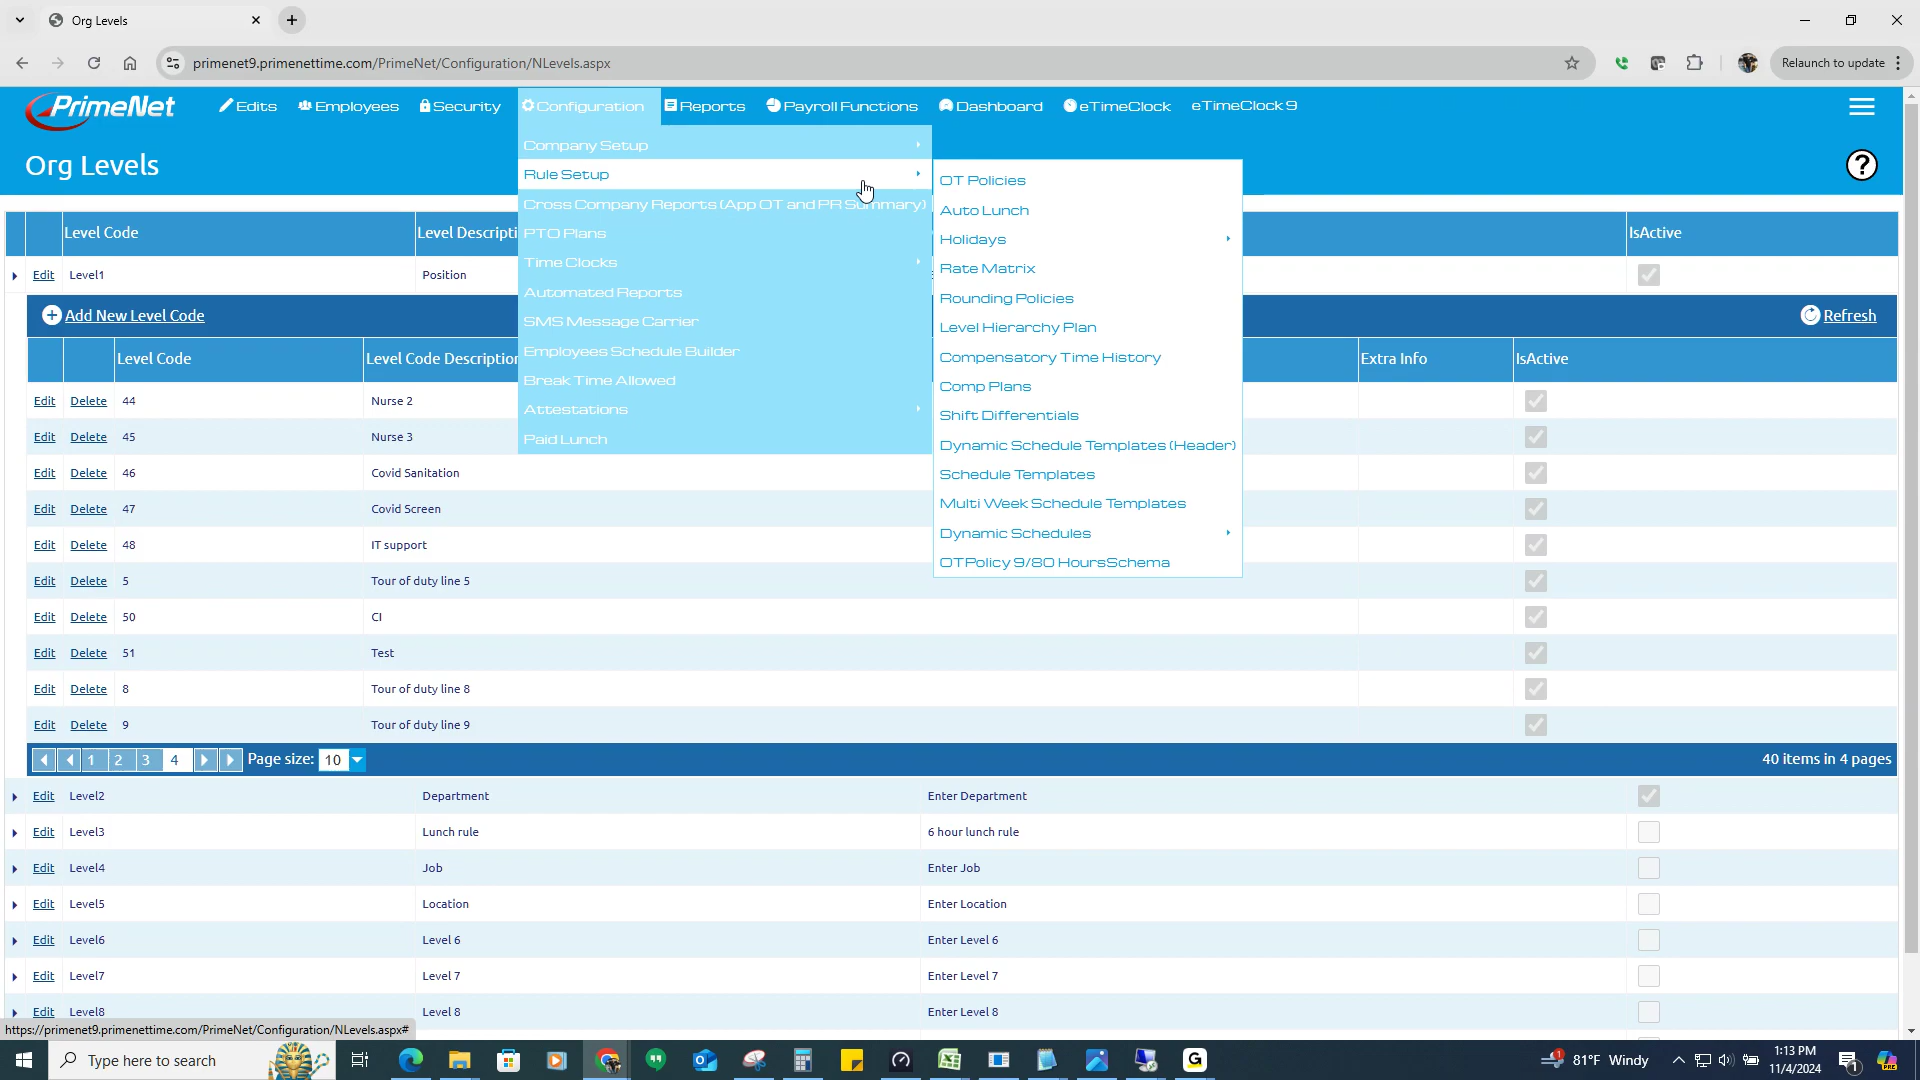 Org Levels
primenet9.primenettime.com/PrimeNet/Configuration/NLevels.aspx
Relaunch to update
PrimeNet
Edits
Employees
Security
Configuration
Reports
Payroll Functions
Dashboard
eTimeClock
eTimeClock 9
Org Levels
?
Company Setup
Rule Setup
Cross Company Reports (App OT and PR Summary)
PTO Plans
Time Clocks
Automated Reports
SMS Message Carrier
Employees Schedule Builder
Break Time Allowed
Attestations
Paid Lunch
OT Policies
Auto Lunch
Holidays
Rate Matrix
Rounding Policies
Level Hierarchy Plan
Compensatory Time History
Comp Plans
Shift Differentials
Dynamic Schedule Templates (Header)
Schedule Templates
Multi Week Schedule Templates
Dynamic Schedules
OTPolicy 9/80 HoursSchema
Level Code Level Descripti IsActive
Edit Level1 Position
Add New Level Code Refresh
Level Code Level Code Description Extra Info IsActive
Edit Delete 44 Nurse 2
Edit Delete 45 Nurse 3
Edit Delete 46 Covid Sanitation
Edit Delete 47 Covid Screen
Edit Delete 48 IT support
Edit Delete 5 Tour of duty line 5
Edit Delete 50 CI
Edit Delete 51 Test
Edit Delete 8 Tour of duty line 8
Edit Delete 9 Tour of duty line 9
1 2 3 4 Page size: 10 40 items in 4 pages
Edit Level2 Department Enter Department
Edit Level3 Lunch rule 6 hour lunch rule
Edit Level4 Job Enter Job
Edit Level5 Location Enter Location
Edit Level6 Level 6 Enter Level 6
Edit Level7 Level 7 Enter Level 7
Edit Level8 Level 8 Enter Level 8
https://primenet9.primenettime.com/PrimeNet/Configuration/NLevels.aspx#
Type here to search
81°F Windy
1:13 PM
11/4/2024